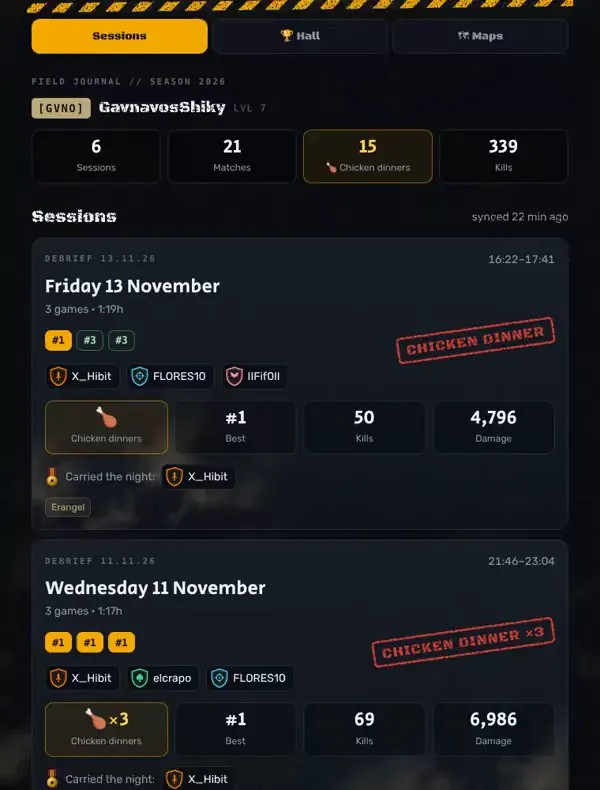 Sessions
🏆 Hall
🗺 Maps
FIELD JOURNAL // SEASON 2026
[GVNO] GavnavosShiky LVL 7
6
Sessions
21
Matches
15
🍗 Chicken dinners
339
Kills
Sessions
synced 22 min ago
DEBRIEF 13.11.26
16:22–17:41
Friday 13 November
3 games • 1:19h
#1 #3 #3
CHICKEN DINNER
X_Hibit
FLORES10
IIFif0II
🍗
Chicken dinners
#1
Best
50
Kills
4,796
Damage
🏅 Carried the night: X_Hibit
Erangel
DEBRIEF 11.11.26
21:46–23:04
Wednesday 11 November
3 games • 1:17h
#1 #1 #1
CHICKEN DINNER ×3
X_Hibit
elcrapo
FLORES10
🍗×3
Chicken dinners
#1
Best
69
Kills
6,986
Damage
🏅 Carried the night: X_Hibit